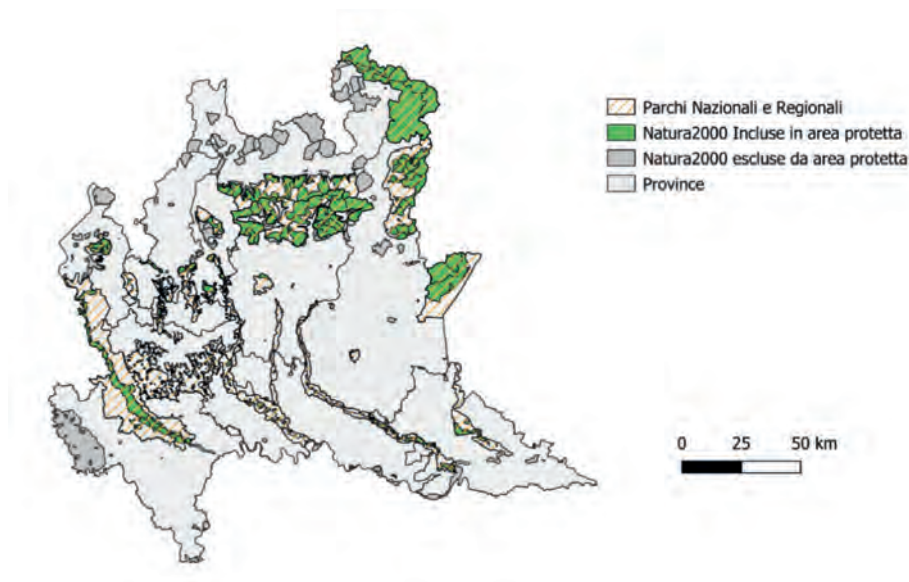 Parchi Nazionali e Regionali
Natura2000 Incluse in area protetta
Natura2000 escluse da area protetta
Province
0 25 50 km